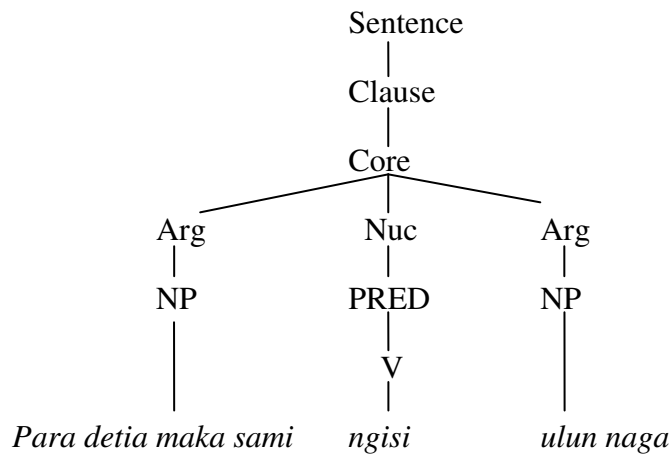 Sentence
Clause
Core
Arg Nuc Arg
NP PRED NP
V
Para detia maka sami ngisi ulun naga